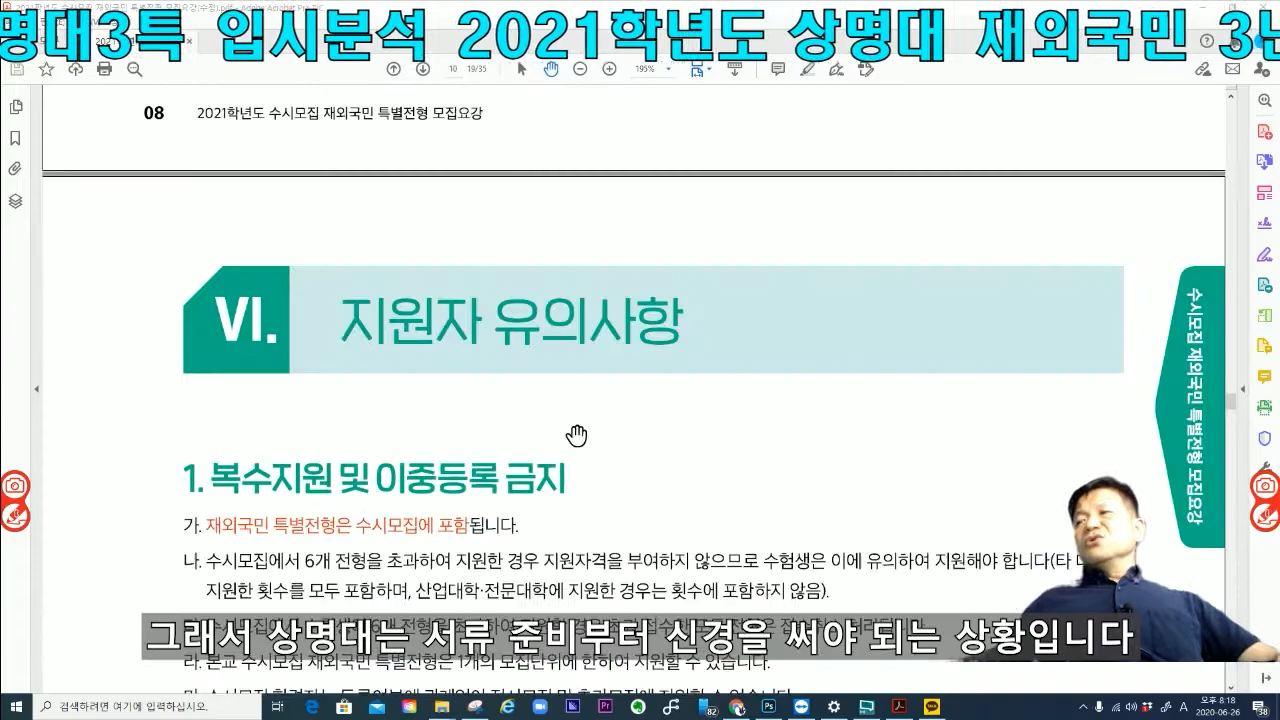 명대3특 입시분석 2021학년도 상명대 재외국민 3년
10 19/35
195%
08 2021학년도 수시모집 재외국민 특별전형 모집요강
VI. 지원자 유의사항
수시모집 재외국민 특별전형 모집요강
1. 복수지원 및 이중등록 금지
가. 재외국민 특별전형은 수시모집에 포함됩니다.
나. 수시모집에서 6개 전형을 초과하여 지원한 경우 지원자격을 부여하지 않으므로 수험생은 이에 유의하여 지원해야 합니다(타
지원한 횟수를 모두 포함하며, 산업대학·전문대학에 지원한 경우는 횟수에 포함하지 않음).
그래서 상명대는 서류 준비부터 신경을 써야 되는 상황입니다
라. 본교 수시모집 재외국민 특별전형은 1개의 모집단위에 한하여 지원할 수 있습니다.
검색하려면 여기에 입력하십시오.
82
A
오후 8:18
2020-06-26
38